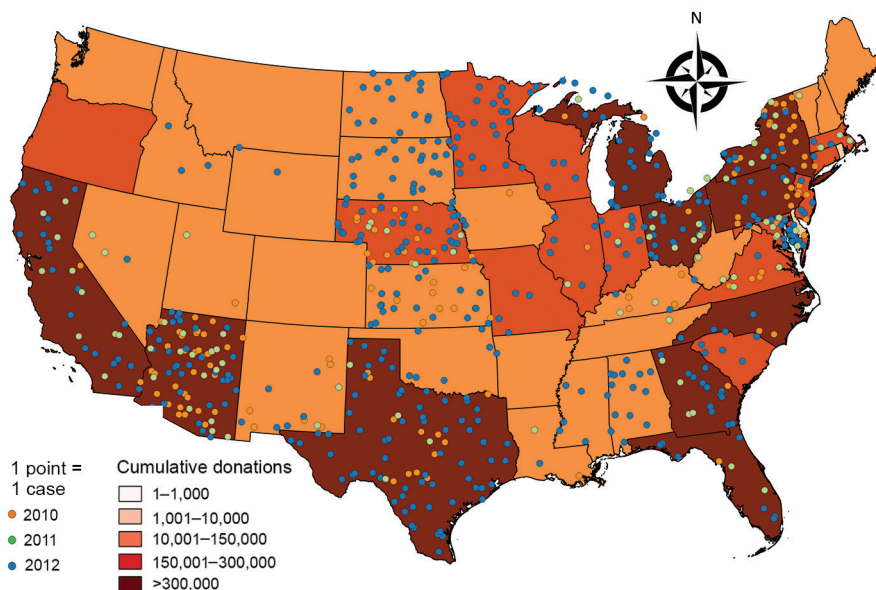 N
1 point =
1 case
2010
2011
2012
Cumulative donations
1–1,000
1,001–10,000
10,001–150,000
150,001–300,000
>300,000